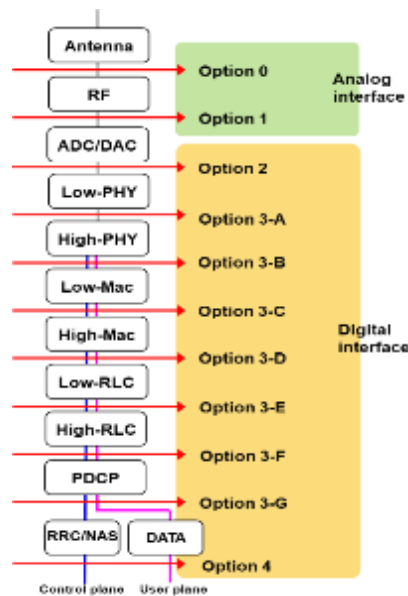 Antenna
Option 0
Analog
interface
RF
Option 1
ADC/DAC
Option 2
Low-PHY
Option 3-A
High-PHY
Option 3-B
Low-Mac
Option 3-C
High-Mac
Digital
interface
Option 3-D
Low-RLC
Option 3-E
High-RLC
Option 3-F
PDCP
Option 3-G
RRC/NAS
DATA
Option 4
Control plane
User plane